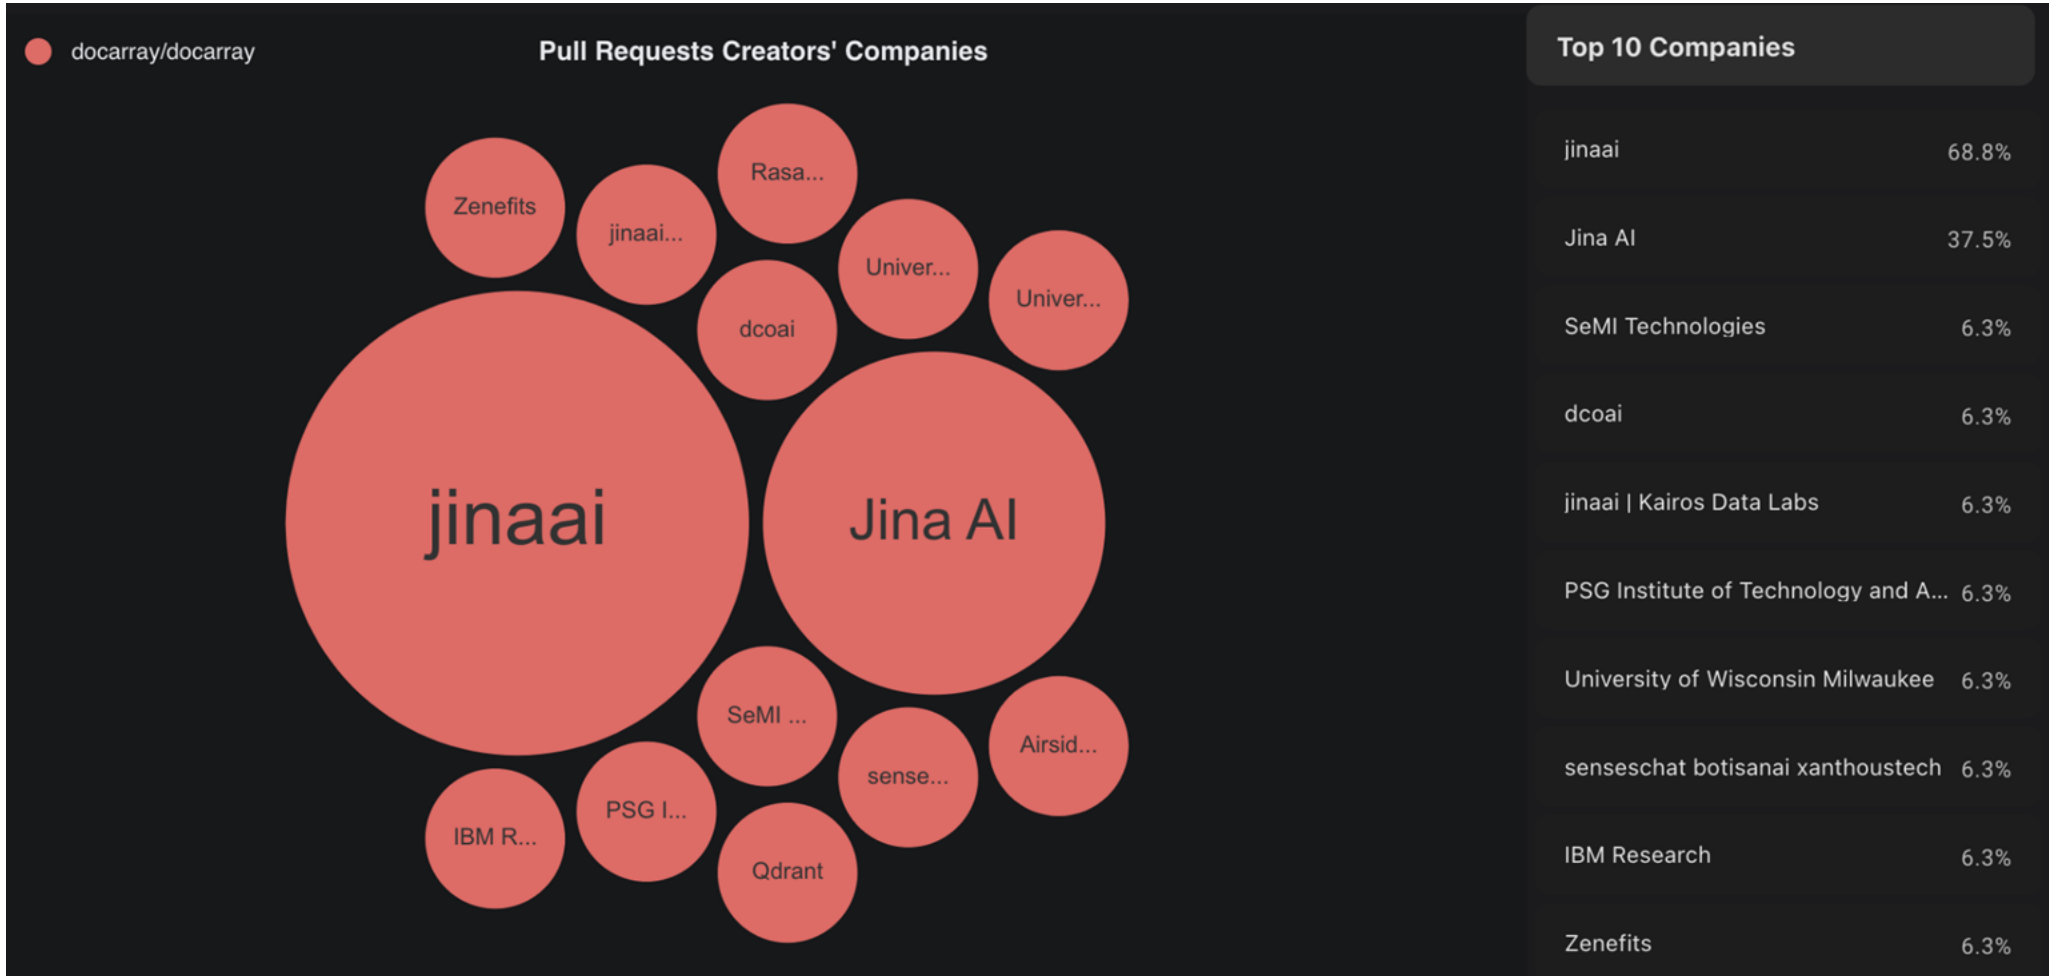 docarray/docarray
Pull Requests Creators' Companies
Zenefits
jinaai...
Rasa...
Univer...
Univer...
dcoai
jinaai
Jina AI
SeMI ...
sense...
Airsid...
IBM R...
PSG I...
Qdrant
Top 10 Companies
jinaai 68.8%
Jina AI 37.5%
SeMI Technologies 6.3%
dcoai 6.3%
jinaai | Kairos Data Labs 6.3%
PSG Institute of Technology and A... 6.3%
University of Wisconsin Milwaukee 6.3%
senseschat botisanai xanthoustech 6.3%
IBM Research 6.3%
Zenefits 6.3%